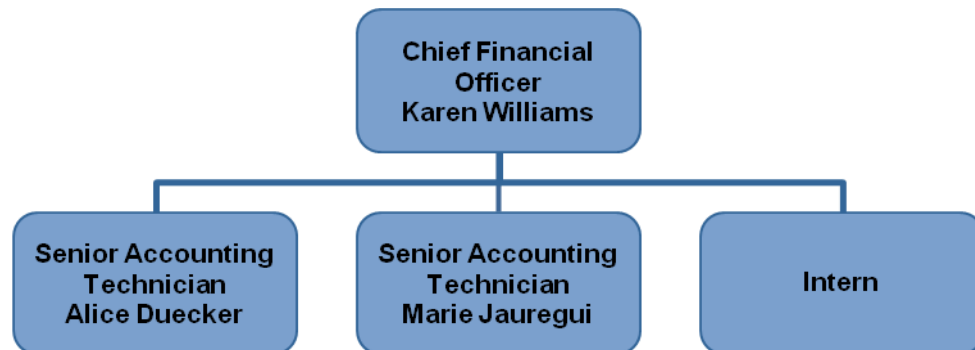 Chief Financial
Officer
Karen Williams
Senior Accounting
Technician
Alice Duecker
Senior Accounting
Technician
Marie Jauregui
Intern